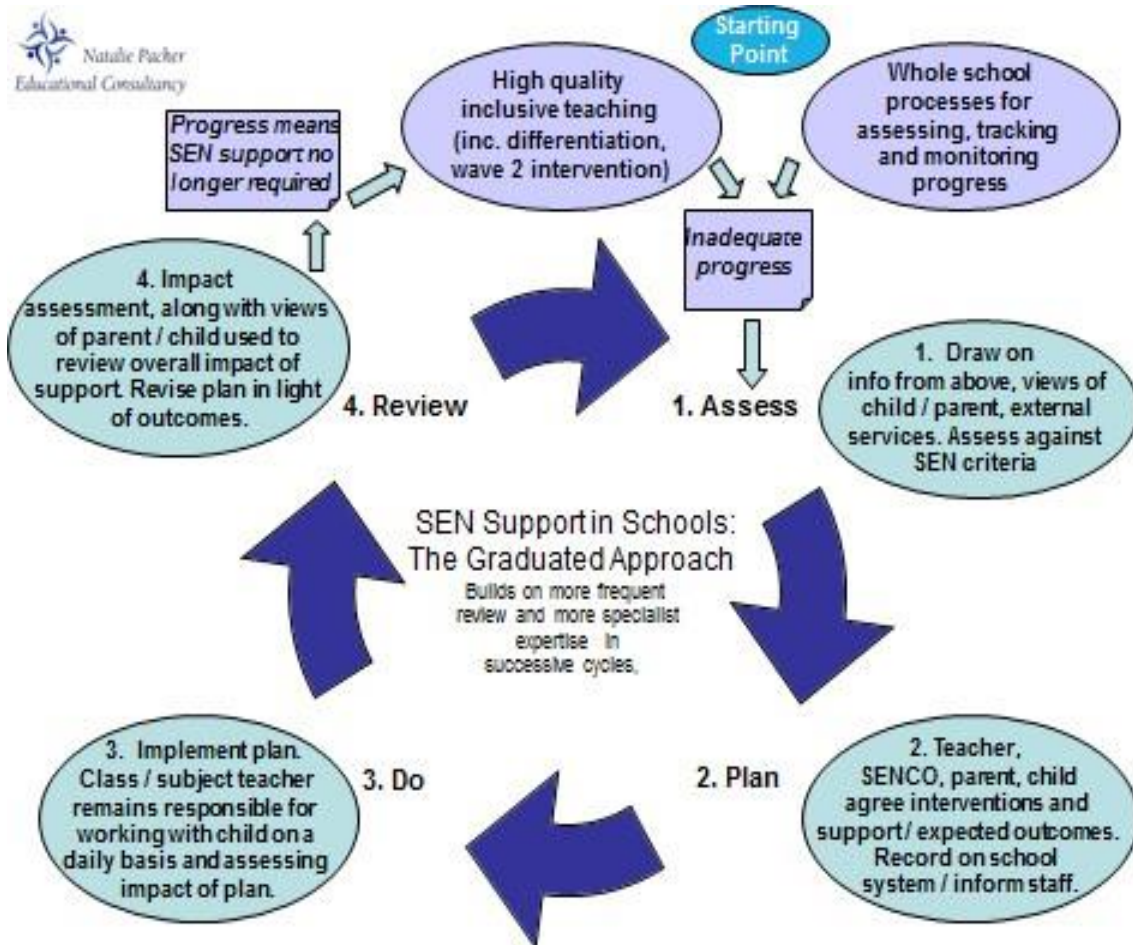 Natalie Packer
Educational Consultancy
Starting
Point
High quality
inclusive teaching
(inc. differentiation,
wave 2 intervention)
Whole school
processes for
assessing, tracking
and monitoring
progress
Progress means
SEN support no
longer required
Inadequate
progress
4. Impact
assessment, along with views
of parent / child used to
review overall impact of
support. Revise plan in light
of outcomes.
4. Review
1. Assess
1. Draw on
info from above, views of
child / parent, external
services. Assess against
SEN criteria
SEN Support in Schools:
The Graduated Approach
Builds on more frequent
review and more specialist
expertise in
successive cycles,
3. Implement plan.
Class / subject teacher
remains responsible for
working with child on a
daily basis and assessing
impact of plan.
3. Do
2. Plan
2. Teacher,
SENCO, parent, child
agree interventions and
support / expected outcomes.
Record on school
system / inform staff.